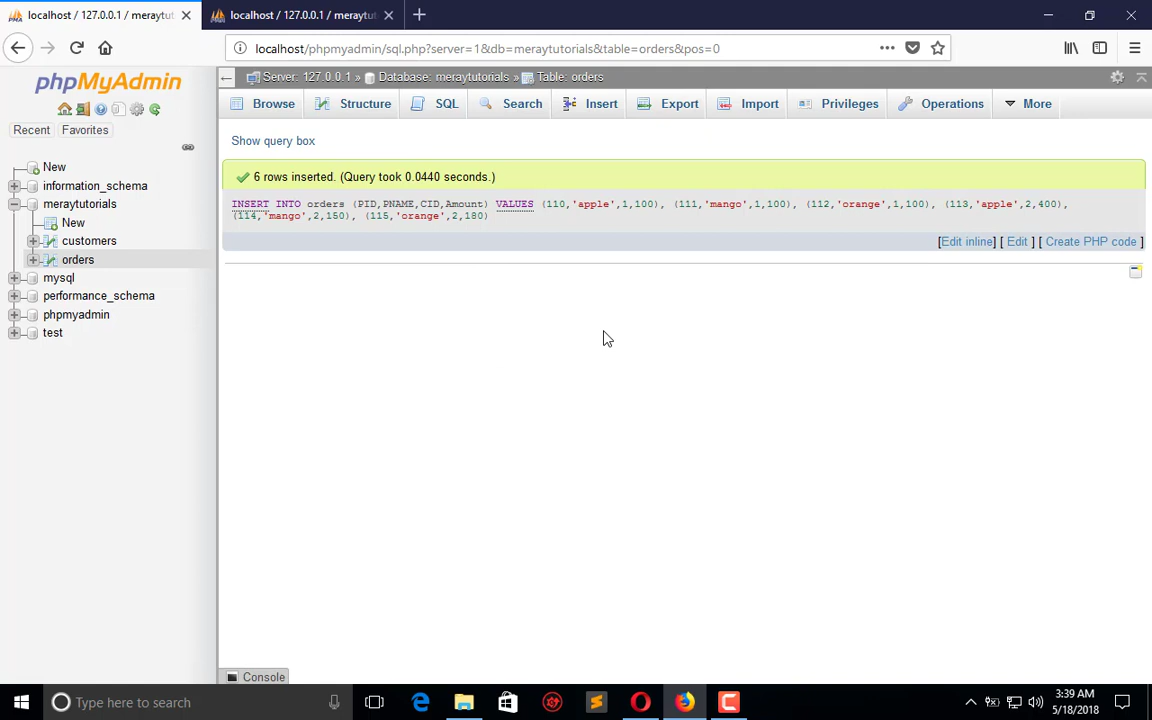 localhost / 127.0.0.1 / meraytut
localhost / 127.0.0.1 / meraytut
localhost/phpmyadmin/sql.php?server=1&db=meraytutorials&table=orders&pos=0
phpMyAdmin
Recent Favorites
New
information_schema
meraytutorials
New
customers
orders
mysql
performance_schema
phpmyadmin
test
Server: 127.0.0.1 » Database: meraytutorials » Table: orders
Browse Structure SQL Search Insert Export Import Privileges Operations More
Show query box
6 rows inserted. (Query took 0.0440 seconds.)
INSERT INTO orders (PID,PNAME,CID,Amount) VALUES (110,'apple',1,100), (111,'mango',1,100), (112,'orange',1,100), (113,'apple',2,400),
(114,'mango',2,150), (115,'orange',2,180)
[Edit inline] [ Edit ] [ Create PHP code ]
Console
Type here to search
3:39 AM
5/18/2018